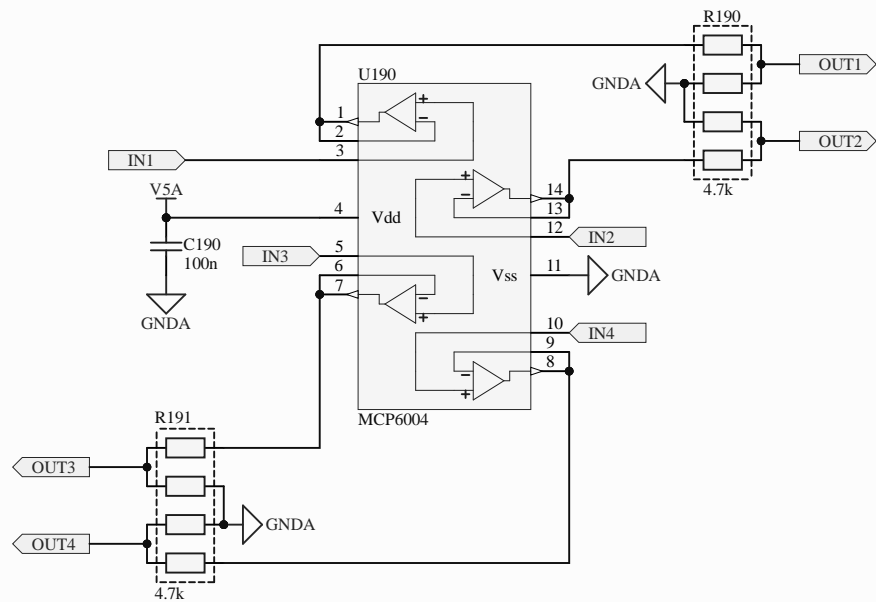 R190
OUT1
GNDA
OUT2
4.7k
U190
1
2
3
IN1
14
13
12
IN2
V5A
4
Vdd
C190
100n
GNDA
IN3
5
6
7
Vss
11
GNDA
10
IN4
9
8
MCP6004
R191
OUT3
GNDA
OUT4
4.7k